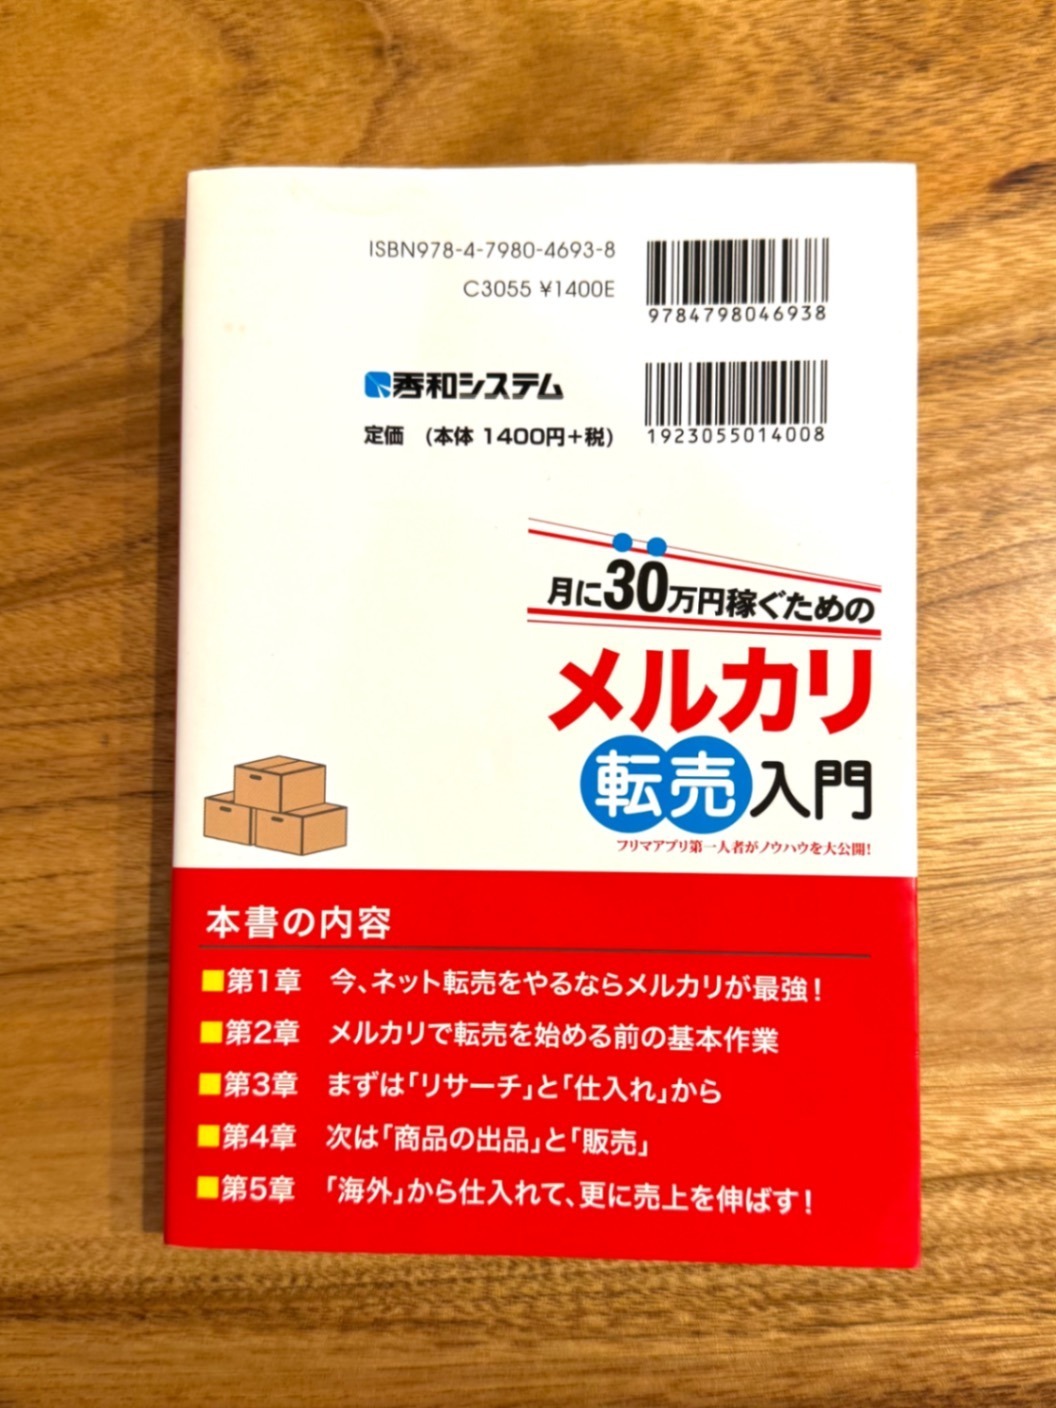 ISBN978-4-7980-4693-8
C3055 ¥1400E
9784798046938
秀和システム
定価 (本体 1400円+税)
1923055014008
月に30万円稼ぐための
メルカリ
転売入門
フリマアプリ第一人者がノウハウを大公開!
本書の内容
■第1章 今、ネット転売をやるならメルカリが最強!
■第2章 メルカリで転売を始める前の基本作業
■第3章 まずは「リサーチ」と「仕入れ」から
■第4章 次は「商品の出品」と「販売」
■第5章 「海外」から仕入れて、更に売上を伸ばす!